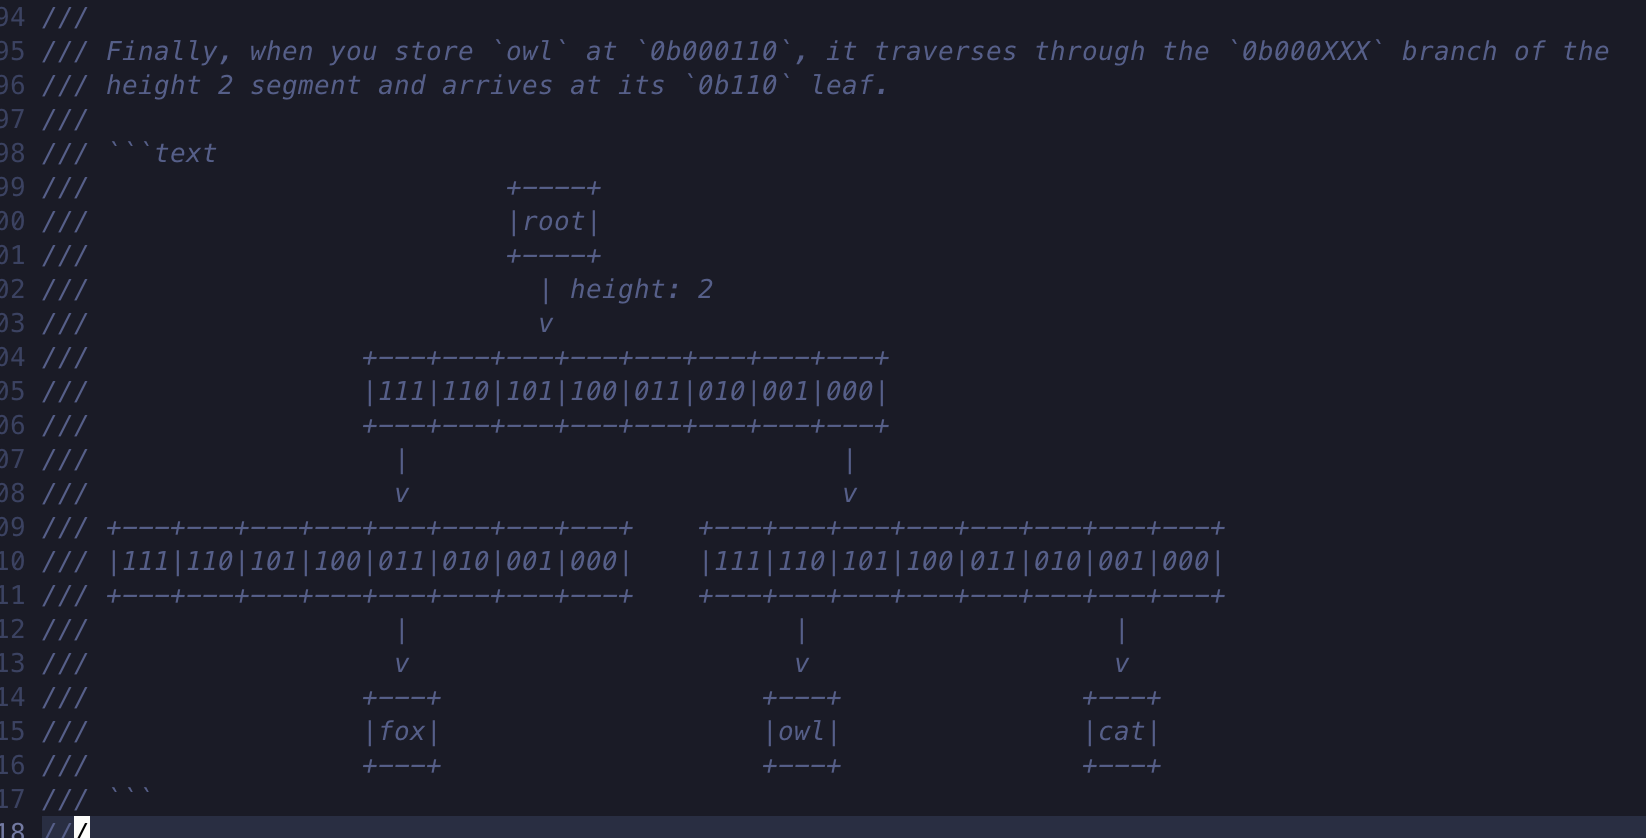 94 ///
95 /// Finally, when you store `owl` at `0b000110`, it traverses through the `0b000XXX` branch of the
96 /// height 2 segment and arrives at its `0b110` leaf.
97 ///
98 /// ```text
99 ///                          +----+
00 ///                          |root|
01 ///                          +----+
02 ///                            | height: 2
03 ///                            v
04 ///                 +---+---+---+---+---+---+---+---+
05 ///                 |111|110|101|100|011|010|001|000|
06 ///                 +---+---+---+---+---+---+---+---+
07 ///                   |                           |
08 ///                   v                           v
09 /// +---+---+---+---+---+---+---+---+    +---+---+---+---+---+---+---+---+
10 /// |111|110|101|100|011|010|001|000|    |111|110|101|100|011|010|001|000|
11 /// +---+---+---+---+---+---+---+---+    +---+---+---+---+---+---+---+---+
12 ///                   |                        |                   |
13 ///                   v                        v                   v
14 ///                 +---+                    +---+               +---+
15 ///                 |fox|                    |owl|               |cat|
16 ///                 +---+                    +---+               +---+
17 /// ```
18 ///